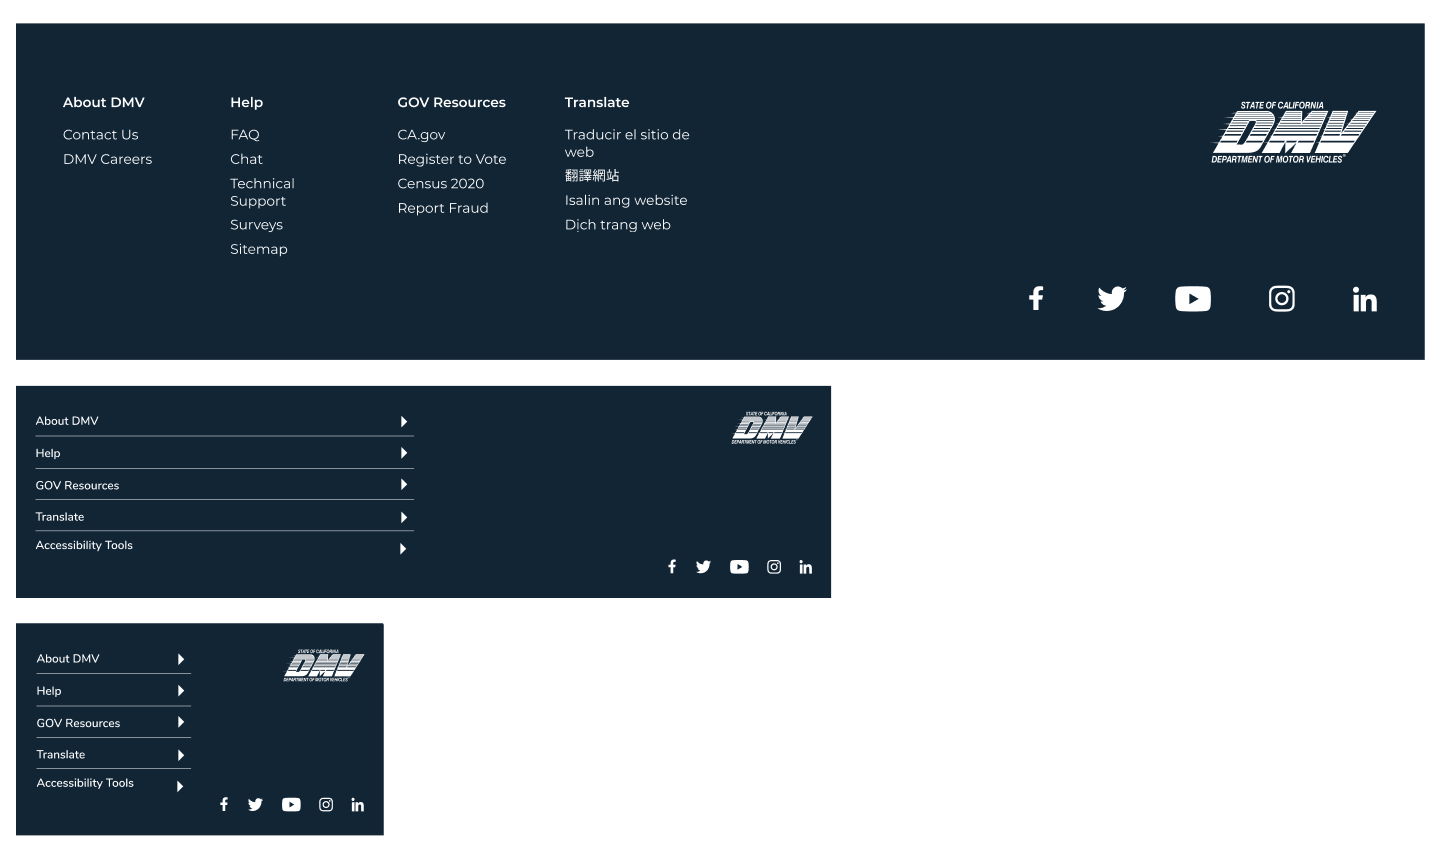 About DMV
Contact Us
DMV Careers
Help
FAQ
Chat
Technical
Support
Surveys
Sitemap
GOV Resources
CA.gov
Register to Vote
Census 2020
Report Fraud
Translate
Traducir el sitio de
web
翻譯網站
Isalin ang website
Dịch trang web
STATE OF CALIFORNIA
DMV
DEPARTMENT OF MOTOR VEHICLES
About DMV
Help
GOV Resources
Translate
Accessibility Tools
STATE OF CALIFORNIA
DMV
DEPARTMENT OF MOTOR VEHICLES
About DMV
Help
GOV Resources
Translate
Accessibility Tools
STATE OF CALIFORNIA
DMV
DEPARTMENT OF MOTOR VEHICLES